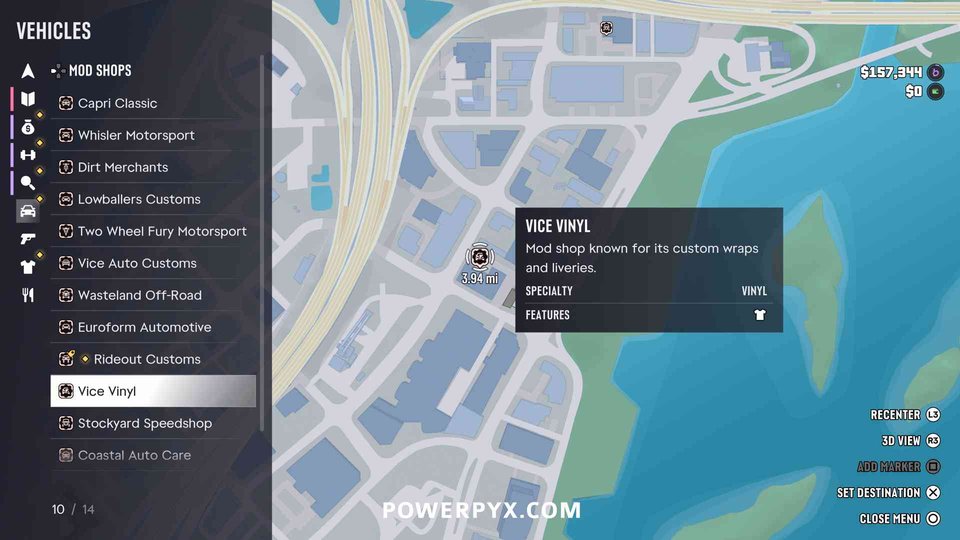 VEHICLES
MOD SHOPS
Capri Classic
Whisler Motorsport
Dirt Merchants
Lowballers Customs
Two Wheel Fury Motorsport
Vice Auto Customs
Wasteland Off-Road
Euroform Automotive
Rideout Customs
Vice Vinyl
Stockyard Speedshop
Coastal Auto Care
10 / 14
3.94 mi
VICE VINYL
Mod shop known for its custom wraps
and liveries.
SPECIALTY VINYL
FEATURES
$157,344
$0
RECENTER L3
3D VIEW R3
ADD MARKER
SET DESTINATION
CLOSE MENU
POWERPYX.COM